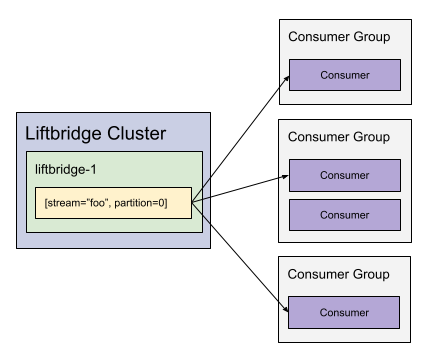 Liftbridge Cluster
liftbridge-1
[stream="foo", partition=0]
Consumer Group
Consumer
Consumer Group
Consumer
Consumer
Consumer Group
Consumer